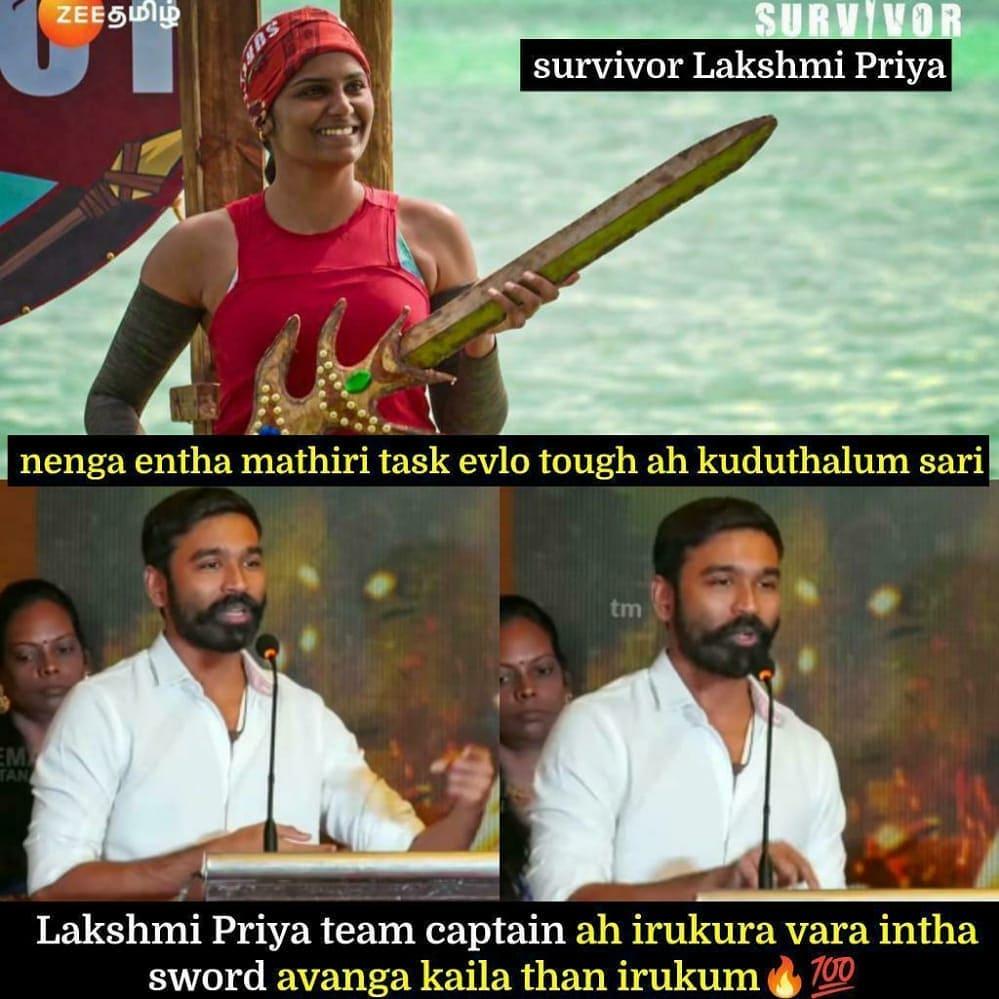 ZEEதமிழ்
SURVIVOR
survivor Lakshmi Priya
nenga entha mathiri task evlo tough ah kuduthalum sari
tm
Lakshmi Priya team captain ah irukura vara intha
sword avanga kaila than irukum🔥💯